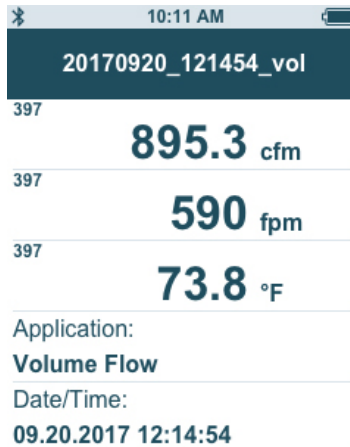 10:11 AM
20170920_121454_vol
397
895.3 cfm
397
590 fpm
397
73.8 °F
Application:
Volume Flow
Date/Time:
09.20.2017 12:14:54